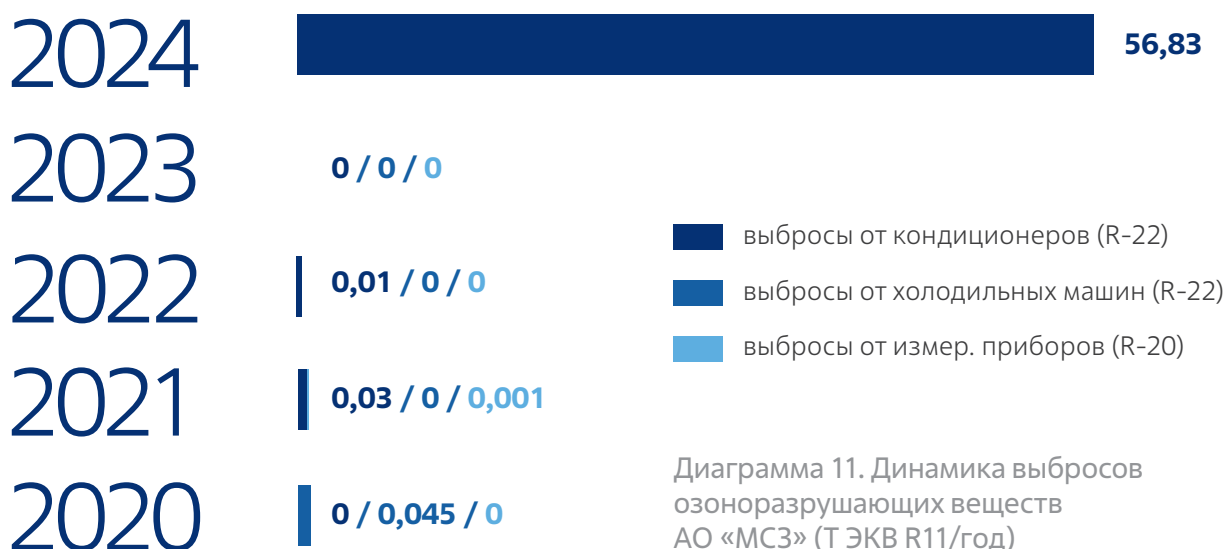 2024 56,83
2023 0 / 0 / 0
2022 0,01 / 0 / 0
2021 0,03 / 0 / 0,001
2020 0 / 0,045 / 0
выбросы от кондиционеров (R-22)
выбросы от холодильных машин (R-22)
выбросы от измер. приборов (R-20)
Диаграмма 11. Динамика выбросов
озоноразрушающих веществ
АО «МСЗ» (Т ЭКВ R11/год)